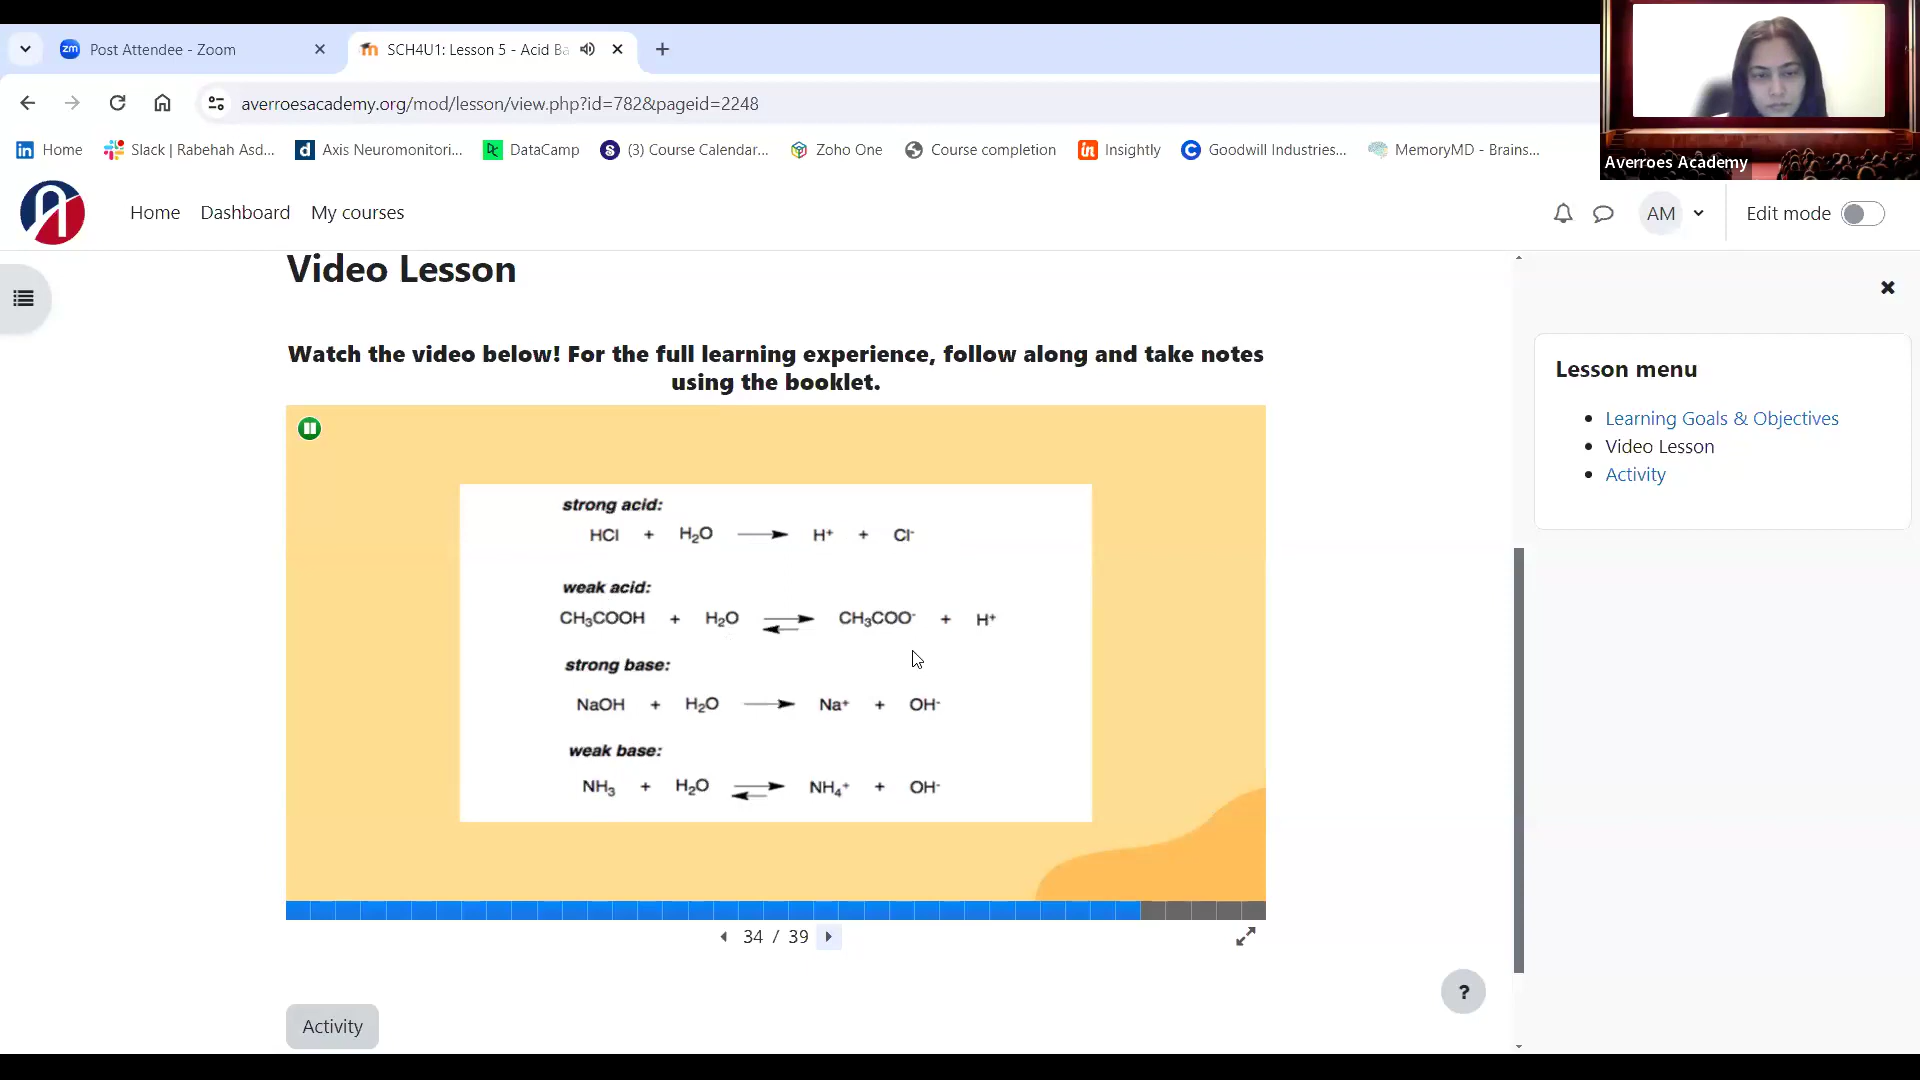 Post Attendee - Zoom
SCH4U1: Lesson 5 - Acid Ba
averroesacademy.org/mod/lesson/view.php?id=782&pageid=2248
Home
Slack | Rabehah Asd...
Axis Neuromonitori...
DataCamp
(3) Course Calendar...
Zoho One
Course completion
Insightly
Goodwill Industries...
MemoryMD - Brains...
Averroes Academy
Home
Dashboard
My courses
AM
Edit mode
Video Lesson
Watch the video below! For the full learning experience, follow along and take notes
using the booklet.
strong acid:
HCl + H₂O ⟶ H⁺ + Cl⁻
weak acid:
CH₃COOH + H₂O ⇌ CH₃COO⁻ + H⁺
strong base:
NaOH + H₂O ⟶ Na⁺ + OH⁻
weak base:
NH₃ + H₂O ⇌ NH₄⁺ + OH⁻
34 / 39
Activity
Lesson menu
Learning Goals & Objectives
Video Lesson
Activity
?